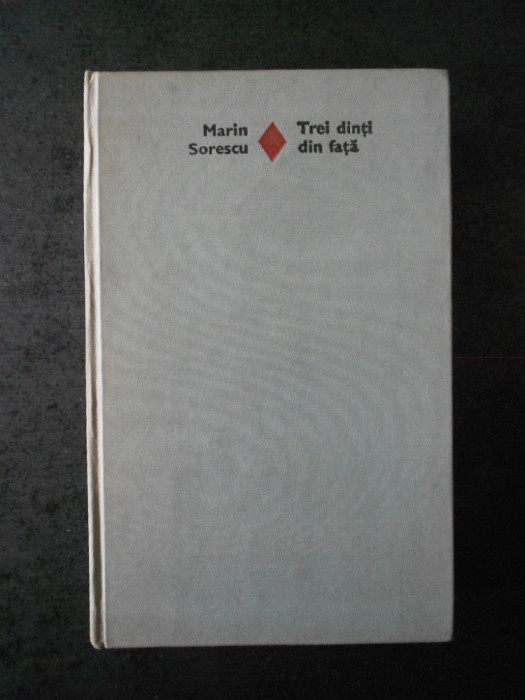 Marin
Sorescu
Trei dinți
din față